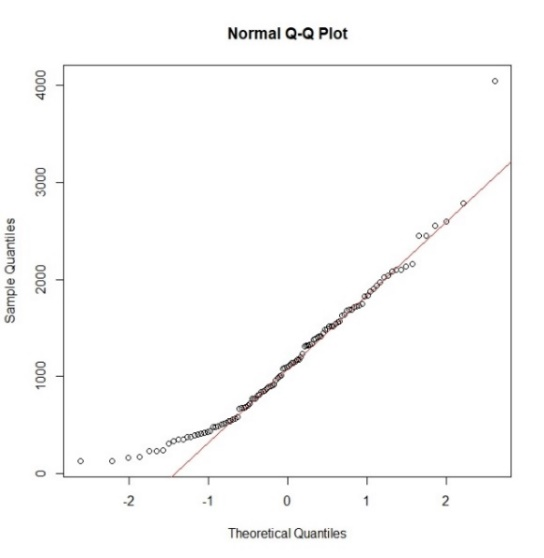 Normal Q-Q Plot
4000
3000
2000
1000
0
Sample Quantiles
-2 -1 0 1 2
Theoretical Quantiles